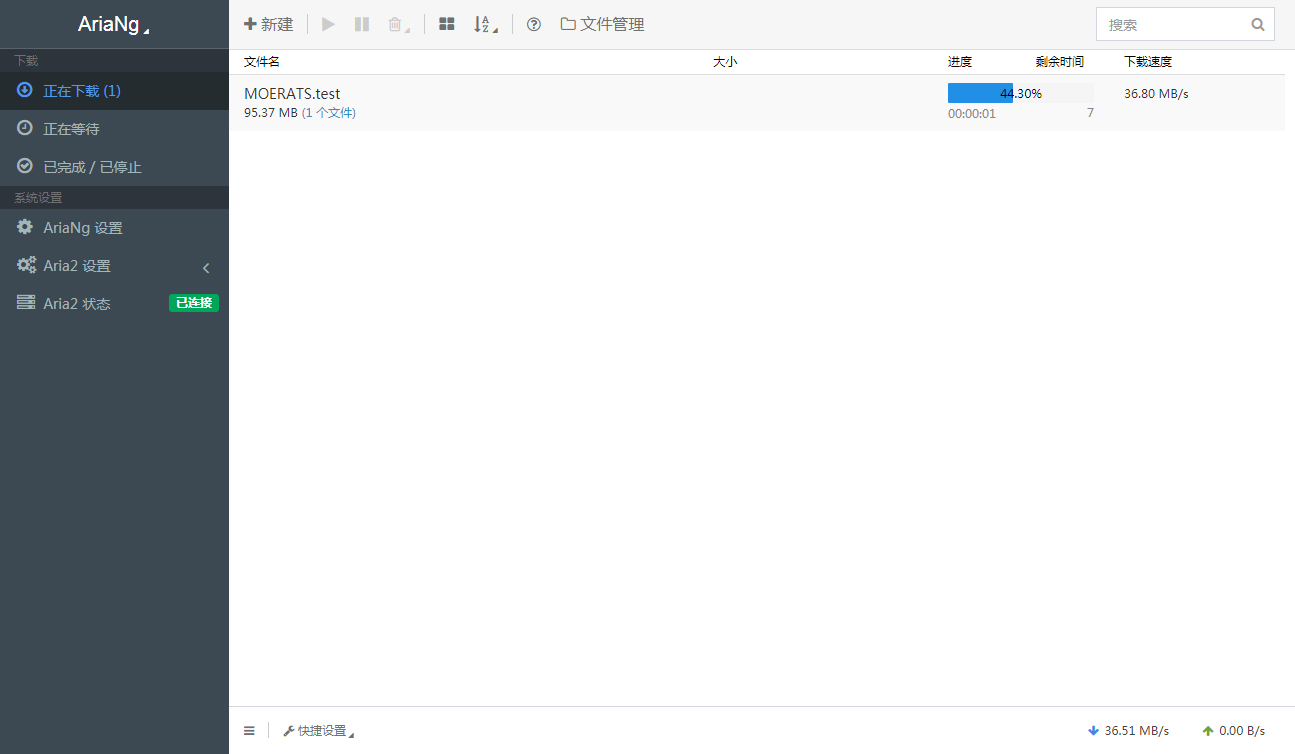 AriaNg
新建
文件管理
搜索
下载
正在下载 (1)
正在等待
已完成 / 已停止
系统设置
AriaNg 设置
Aria2 设置
Aria2 状态 已连接
文件名 大小 进度 剩余时间 下载速度
MOERATS.test 44.30% 36.80 MB/s
95.37 MB (1 个文件) 00:00:01 7
快捷设置 36.51 MB/s 0.00 B/s